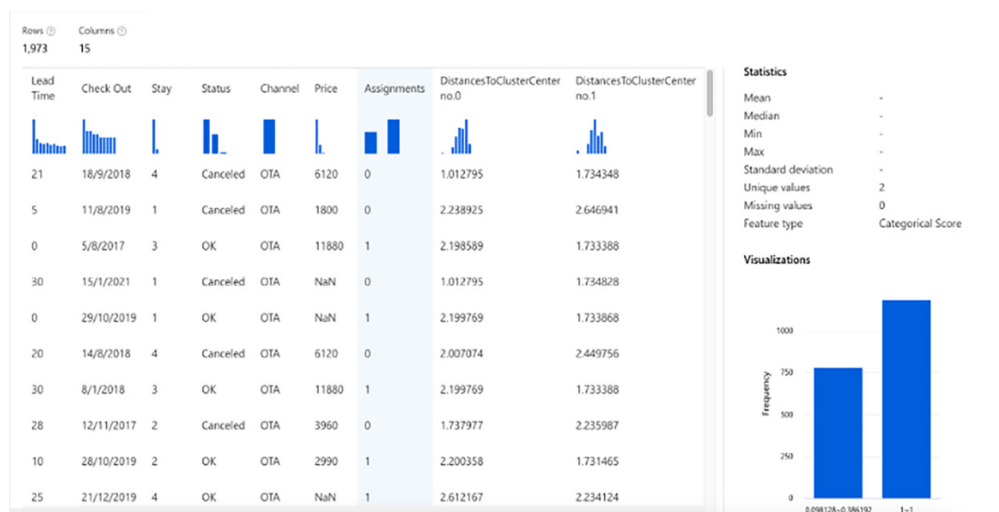 Rows Columns
1,973 15
Lead Time Check Out Stay Status Channel Price Assignments DistancesToClusterCenter no.0 DistancesToClusterCenter no.1
21 18/9/2018 4 Canceled OTA 6120 0 1.012795 1.734348
5 11/8/2019 1 Canceled OTA 1800 0 2.238925 2.646941
0 5/8/2017 3 OK OTA 11880 1 2.198589 1.733388
30 15/1/2021 1 Canceled OTA NaN 0 1.012795 1.734828
0 29/10/2019 1 OK OTA NaN 1 2.199769 1.733868
20 14/8/2018 4 Canceled OTA 6120 0 2.007074 2.449756
30 8/1/2018 3 OK OTA 11880 1 2.199769 1.733388
28 12/11/2017 2 Canceled OTA 3960 0 1.737977 2.235987
10 28/10/2019 2 OK OTA 2990 1 2.200358 1.731465
25 21/12/2019 4 OK OTA NaN 1 2.612167 2.234124
Statistics
Mean -
Median -
Min -
Max -
Standard deviation -
Unique values 2
Missing values 0
Feature type Categorical Score
Visualizations
1000
750
500
250
0
Frequency
0.098128~0.386192 1~1